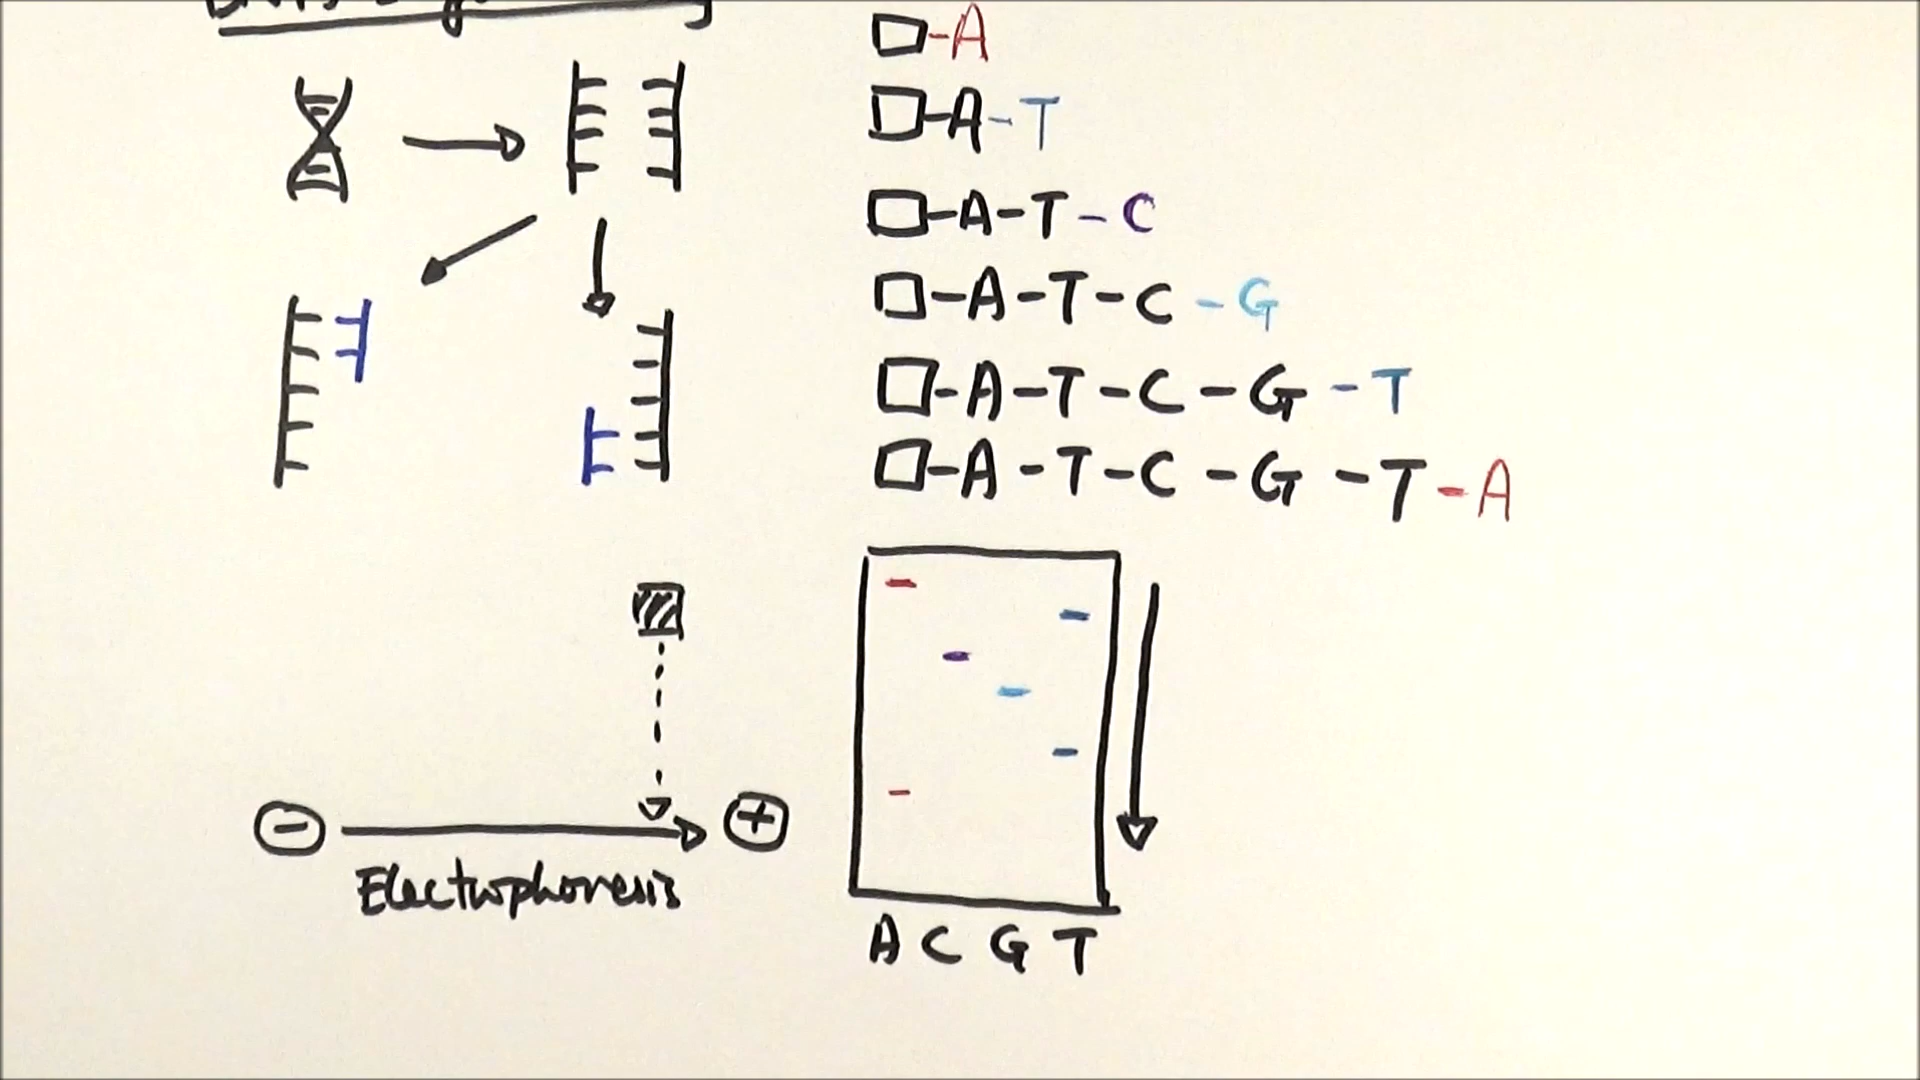 □-A
□-A-T
□-A-T-C
□-A-T-C-G
□-A-T-C-G-T
□-A-T-C-G-T-A
- +
Electrophoresis
A C G T